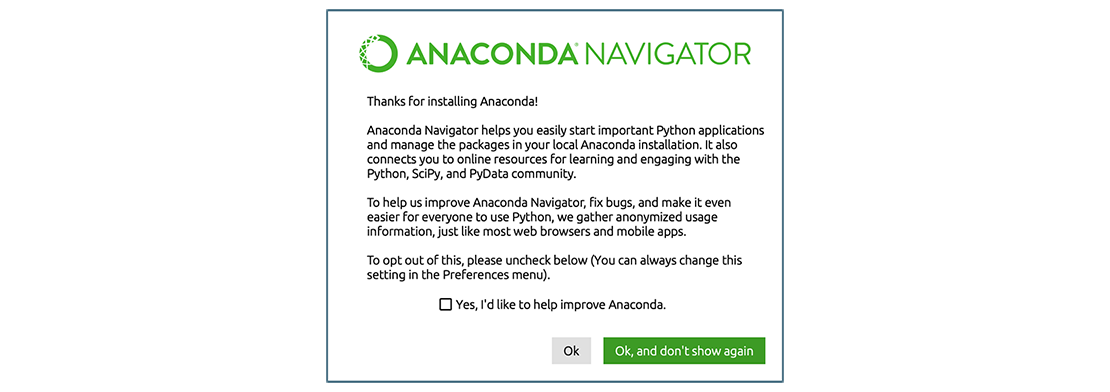 ANACONDA® NAVIGATOR
Thanks for installing Anaconda!
Anaconda Navigator helps you easily start important Python applications
and manage the packages in your local Anaconda installation. It also
connects you to online resources for learning and engaging with the
Python, SciPy, and PyData community.
To help us improve Anaconda Navigator, fix bugs, and make it even
easier for everyone to use Python, we gather anonymized usage
information, just like most web browsers and mobile apps.
To opt out of this, please uncheck below (You can always change this
setting in the Preferences menu).
Yes, I'd like to help improve Anaconda.
Ok Ok, and don't show again